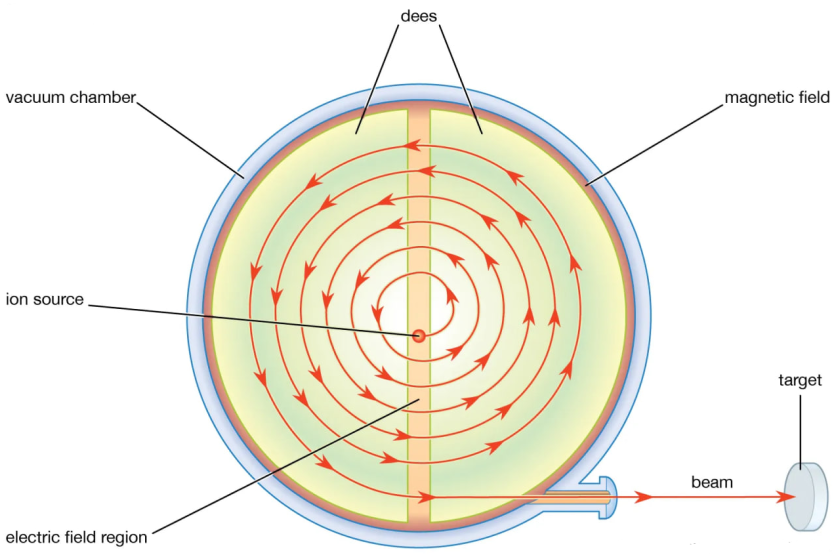 dees
vacuum chamber
magnetic field
ion source
target
beam
electric field region